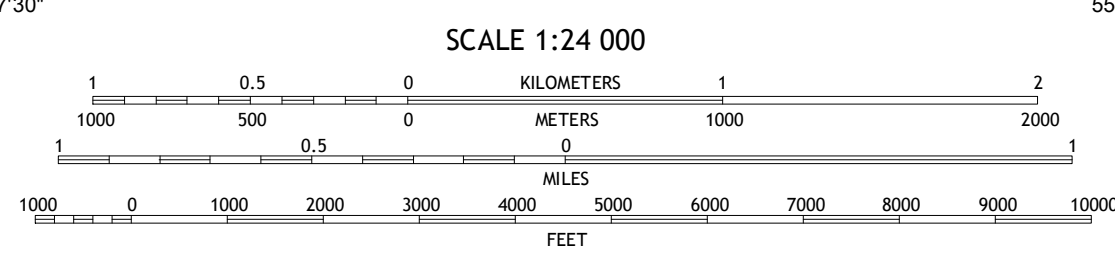 7'30"
55
SCALE 1:24 000
1 0.5 0 KILOMETERS 1 2
1000 500 0 METERS 1000 2000
1 0.5 0 1
MILES
1000 0 1000 2000 3000 4000 5000 6000 7000 8000 9000 10000
FEET